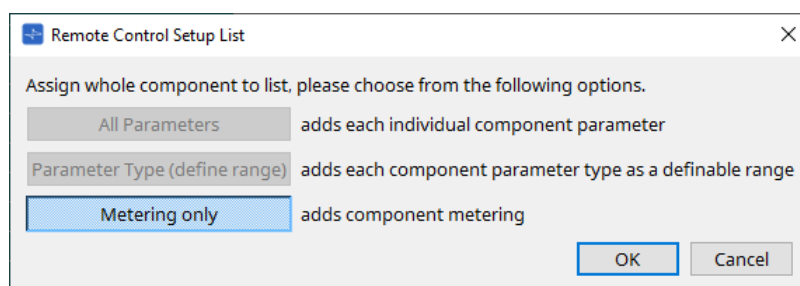 Remote Control Setup List
Assign whole component to list, please choose from the following options.
All Parameters adds each individual component parameter
Parameter Type (define range) adds each component parameter type as a definable range
Metering only adds component metering
OK Cancel